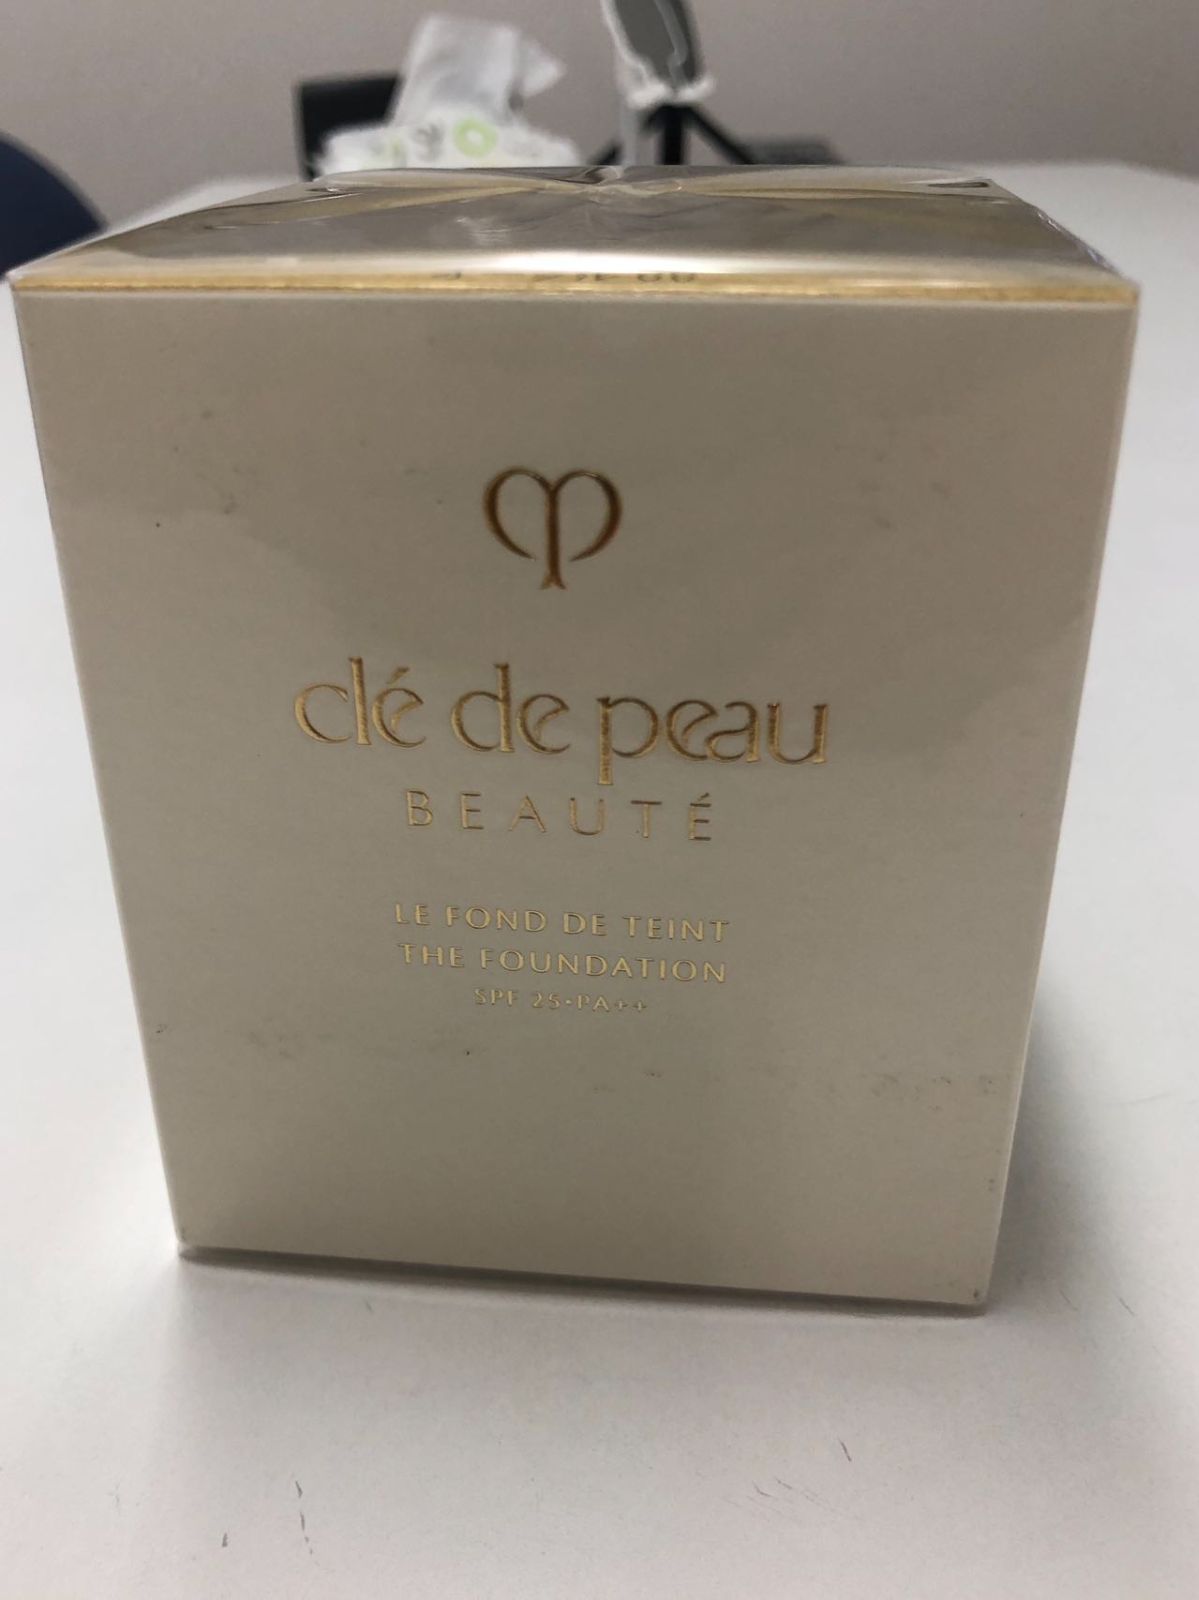 clé de peau
BEAUTÉ
LE FOND DE TEINT
THE FOUNDATION
SPF 25•PA++